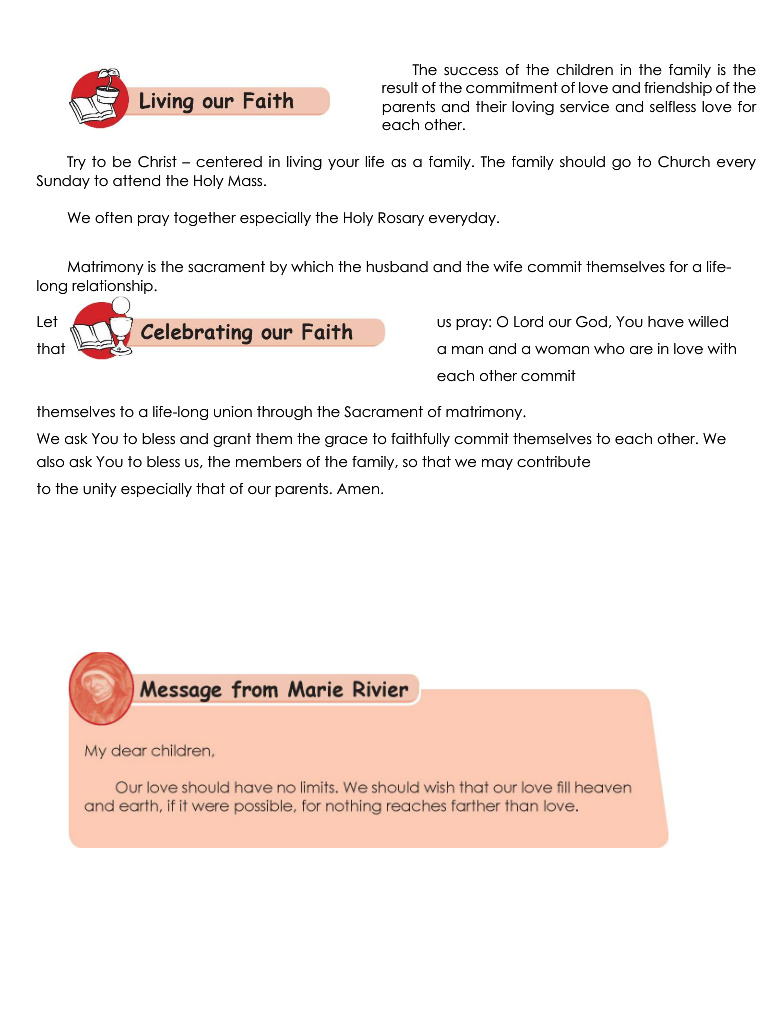 Living our Faith
The success of the children in the family is the
result of the commitment of love and friendship of the
parents and their loving service and selfless love for
each other.
Try to be Christ – centered in living your life as a family. The family should go to Church every
Sunday to attend the Holy Mass.
We often pray together especially the Holy Rosary everyday.
Matrimony is the sacrament by which the husband and the wife commit themselves for a life-
long relationship.
Celebrating our Faith
Let us pray: O Lord our God, You have willed
that a man and a woman who are in love with
each other commit
themselves to a life-long union through the Sacrament of matrimony.
We ask You to bless and grant them the grace to faithfully commit themselves to each other. We
also ask You to bless us, the members of the family, so that we may contribute
to the unity especially that of our parents. Amen.
Message from Marie Rivier
My dear children,
Our love should have no limits. We should wish that our love fill heaven
and earth, if it were possible, for nothing reaches farther than love.